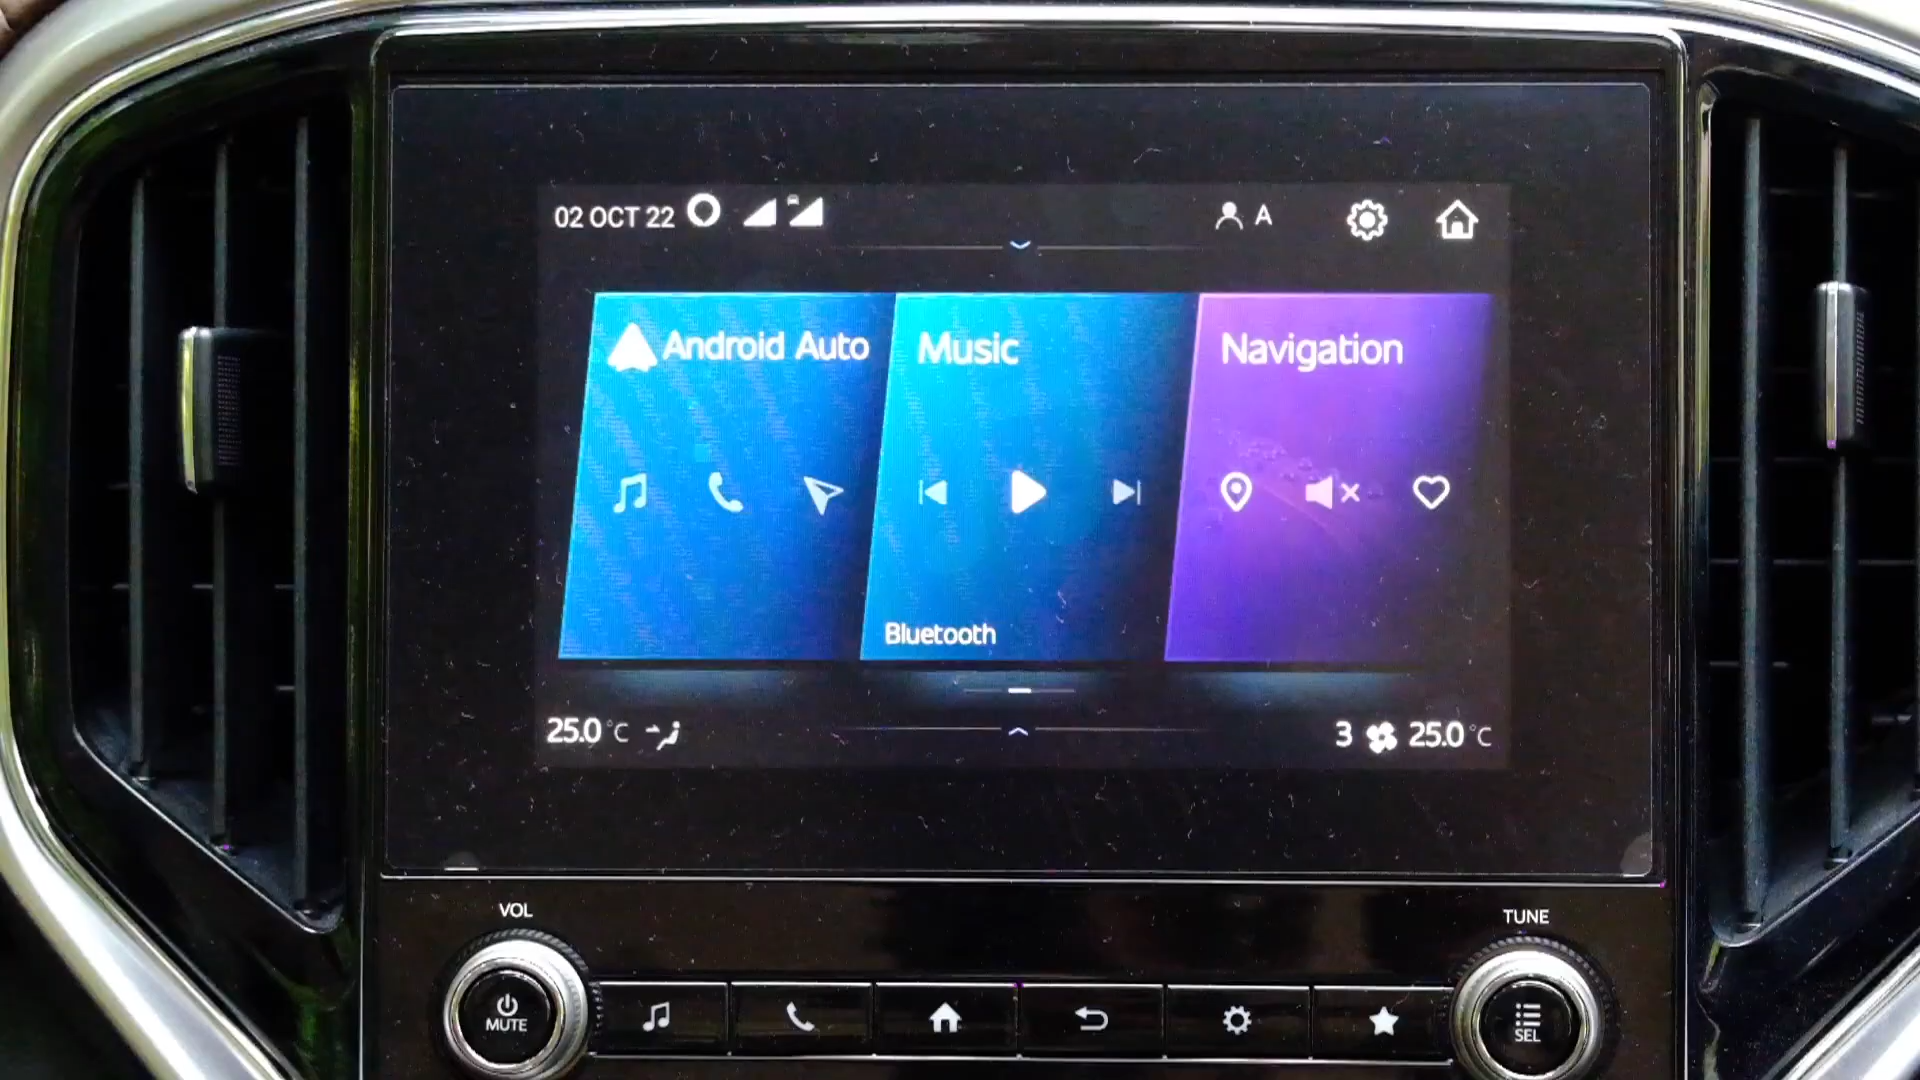 02 OCT 22
A
Android Auto
Music
Navigation
Bluetooth
25.0 °C
3
25.0 °C
VOL
TUNE
MUTE
SEL